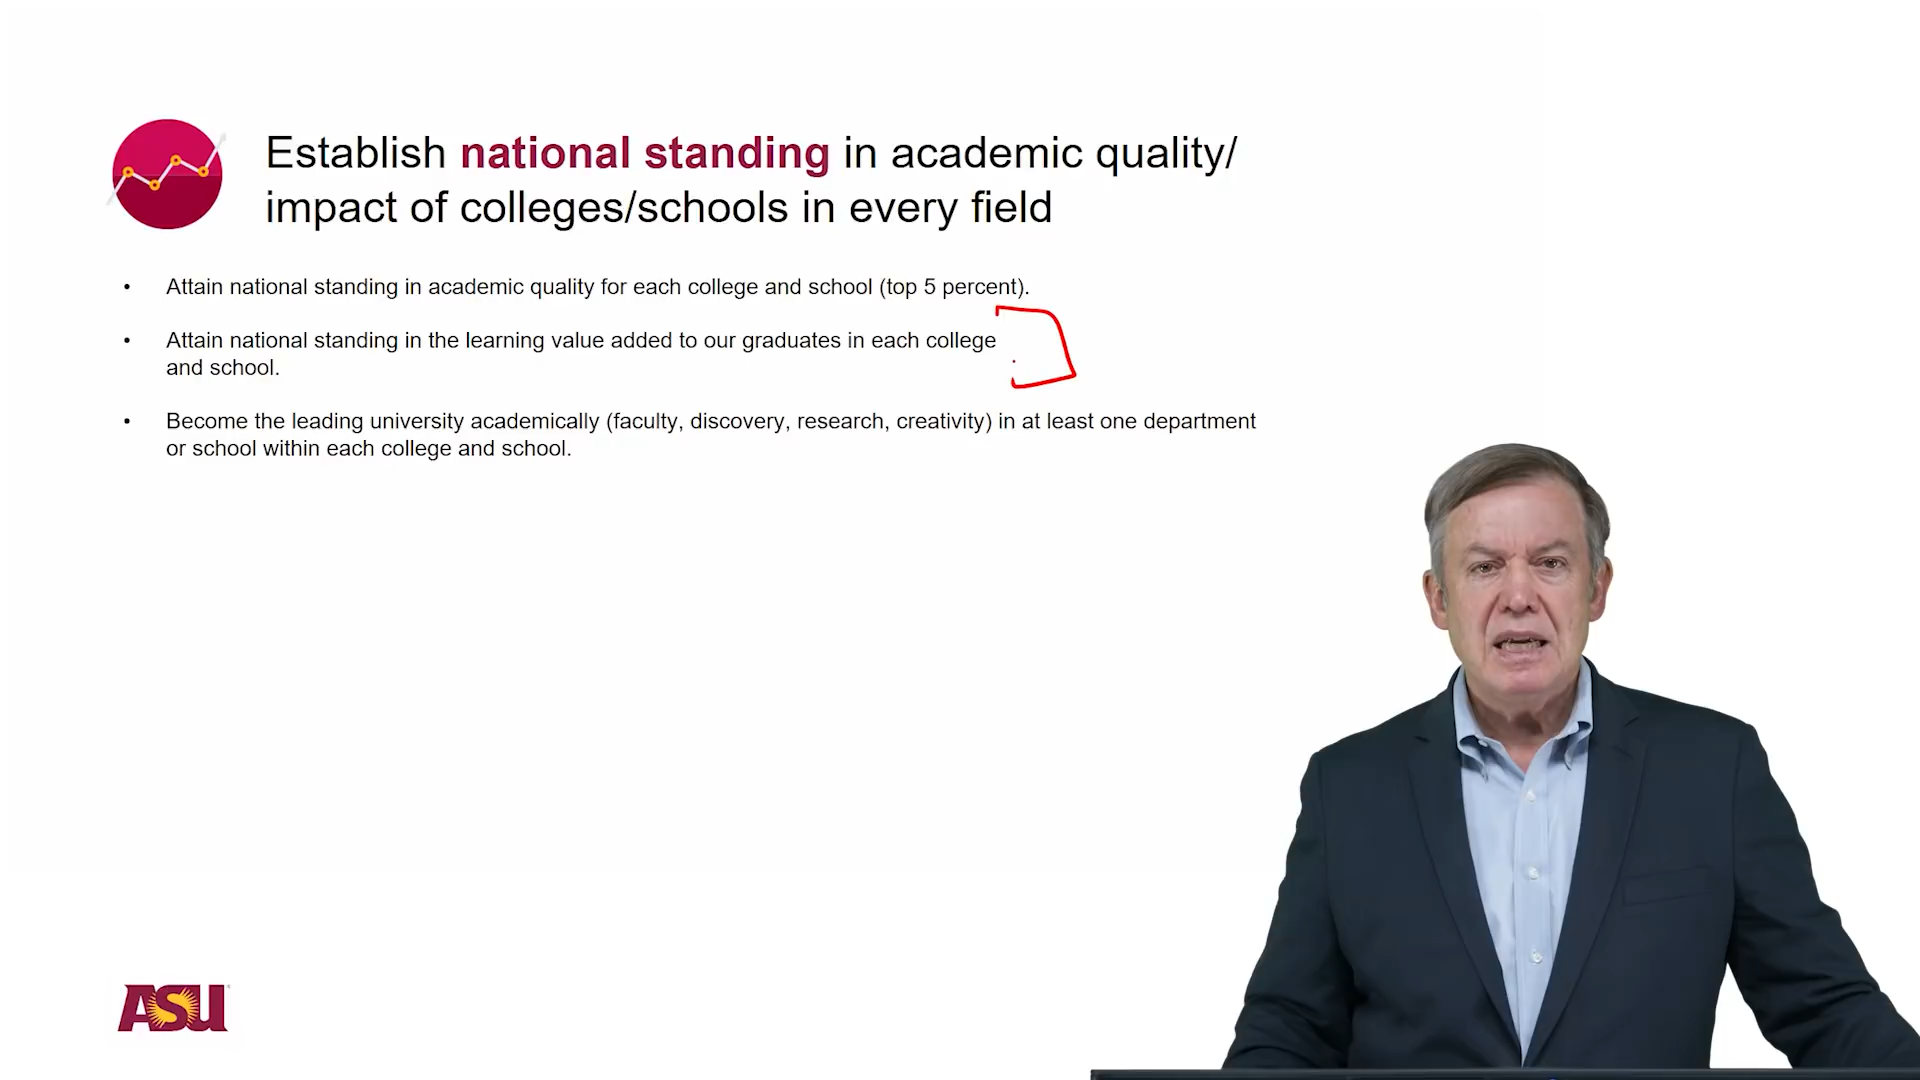 Establish national standing in academic quality/
impact of colleges/schools in every field
• Attain national standing in academic quality for each college and school (top 5 percent).
• Attain national standing in the learning value added to our graduates in each college
and school.
• Become the leading university academically (faculty, discovery, research, creativity) in at least one department
or school within each college and school.
ASU